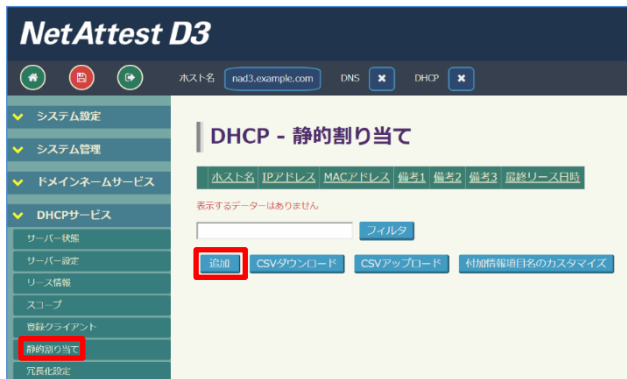 NetAttest D3
ホスト名 nad3.example.com DNS × DHCP ×
システム設定
システム管理
ドメインネームサービス
DHCPサービス
サーバー状態
サーバー設定
リース情報
スコープ
登録クライアント
静的割り当て
冗長化設定
DHCP - 静的割り当て
ホスト名 IPアドレス MACアドレス 備考1 備考2 備考3 最終リース日時
表示するデーターはありません
フィルタ
追加 CSVダウンロード CSVアップロード 付加情報項目名のカスタマイズ